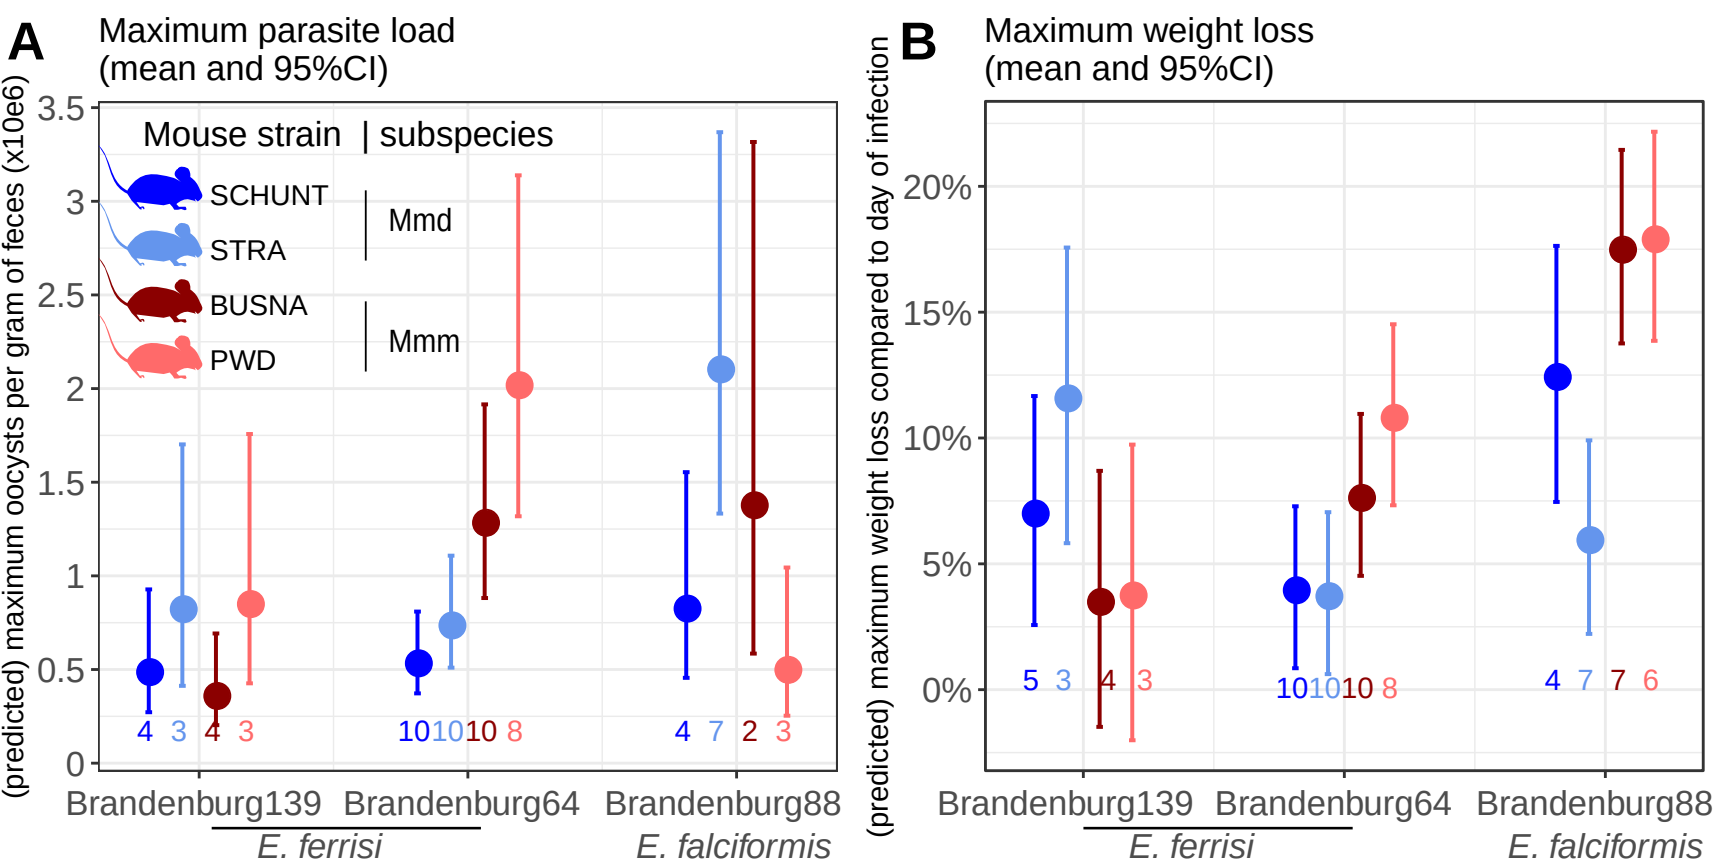 A
Maximum parasite load
(mean and 95%CI)
(predicted) maximum oocysts per gram of feces (x10e6)
3.5
3
2.5
2
1.5
1
0.5
0
Mouse strain | subspecies
SCHUNT
STRA
Mmd
BUSNA
PWD
Mmm
4 3 4 3 10 10 10 8 4 7 2 3
Brandenburg139 Brandenburg64 Brandenburg88
E. ferrisi E. falciformis
B
Maximum weight loss
(mean and 95%CI)
(predicted) maximum weight loss compared to day of infection
20%
15%
10%
5%
0%
5 3 4 3 10 10 10 8 4 7 7 6
Brandenburg139 Brandenburg64 Brandenburg88
E. ferrisi E. falciformis